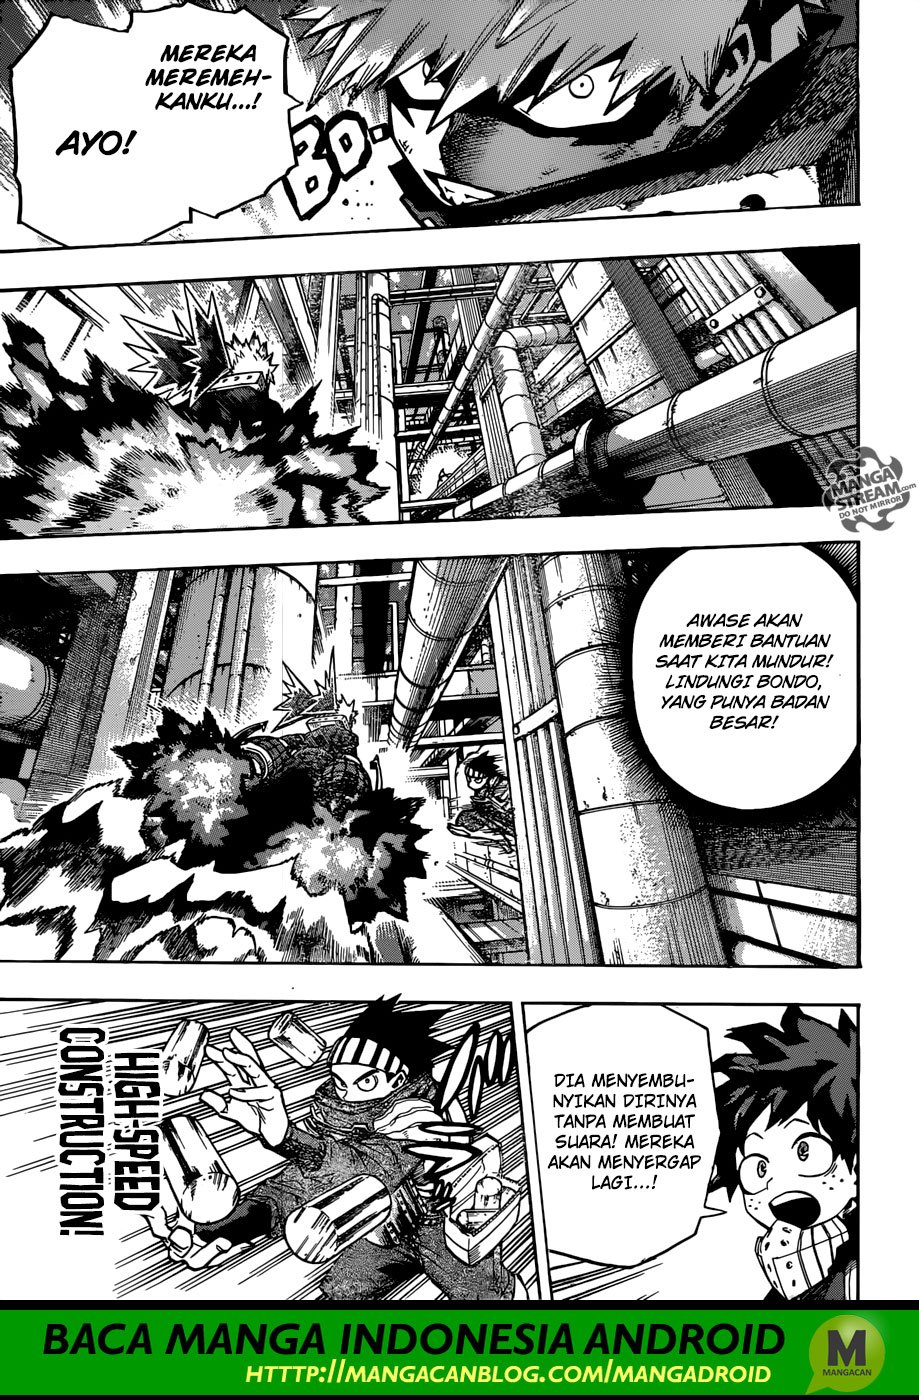 MEREKA
MEREMEH-
KANKU...!
AYO!
BO-
MANGA
STREAM.com
DO NOT MIRROR
AWASE AKAN
MEMBERI BANTUAN
SAAT KITA MUNDUR!
LINDUNGI BONDO,
YANG PUNYA BADAN
BESAR!
DIA MENYEMBU-
NYIKAN DIRINYA
TANPA MEMBUAT
SUARA! MEREKA
AKAN MENYERGAP
LAGI...!
HIGH-SPEED
CONSTRUCTION!
BACA MANGA INDONESIA ANDROID
HTTTP://MANGACANBLOG.COM/MANGADROID
M
MANGACAN